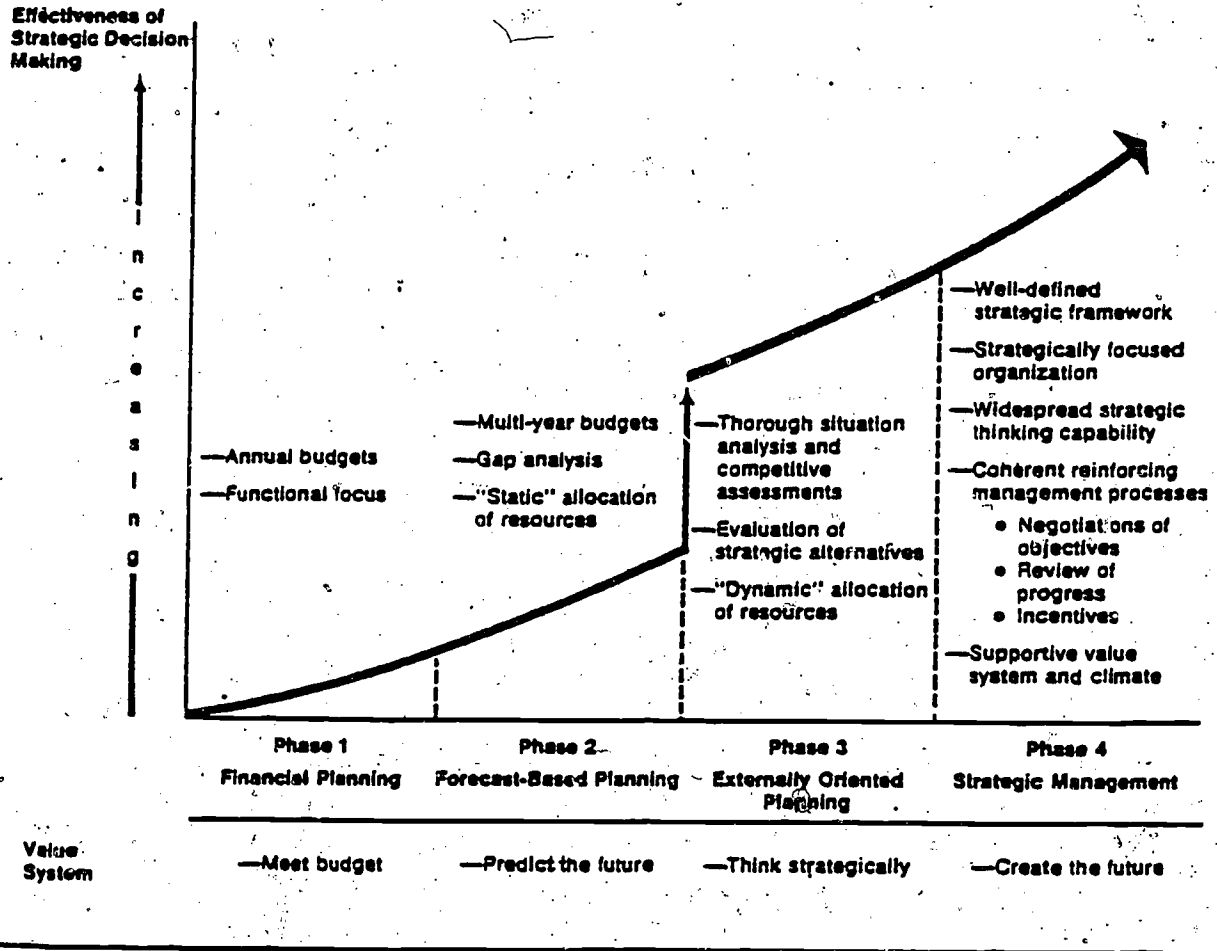 Effectiveness of
Strategic Decision
Making
Increasing
—Annual budgets
—Functional focus
—Multi-year budgets
—Gap analysis
—"Static" allocation
of resources
—Thorough situation
analysis and
competitive
assessments
—Evaluation of
strategic alternatives
—"Dynamic" allocation
of resources
—Well-defined
strategic framework
—Strategically focused
organization
—Widespread strategic
thinking capability
—Coherent reinforcing
management processes
• Negotiations of
objectives
• Review of
progress
• Incentives
—Supportive value
system and climate
Phase 1
Financial Planning
Phase 2
Forecast-Based Planning
Phase 3
Externally Oriented
Planning
Phase 4
Strategic Management
Value
System
—Meet budget
—Predict the future
—Think strategically
—Create the future